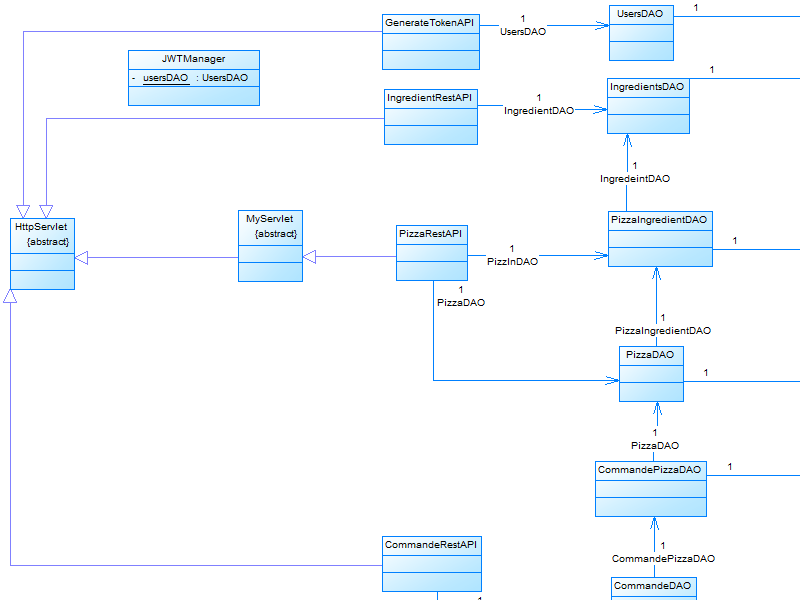 1
GenerateTokenAPI
1
UsersDAO
UsersDAO
JWTManager
- usersDAO : UsersDAO
1
IngredientRestAPI
1
IngredientDAO
IngredientsDAO
1
IngredeintDAO
HttpServlet
{abstract}
MyServlet
{abstract}
PizzaRestAPI
1
PizzInDAO
PizzaIngredientDAO
1
1
PizzaDAO
1
PizzaIngredientDAO
PizzaDAO
1
1
PizzaDAO
CommandePizzaDAO
1
CommandeRestAPI
1
CommandePizzaDAO
CommandeDAO